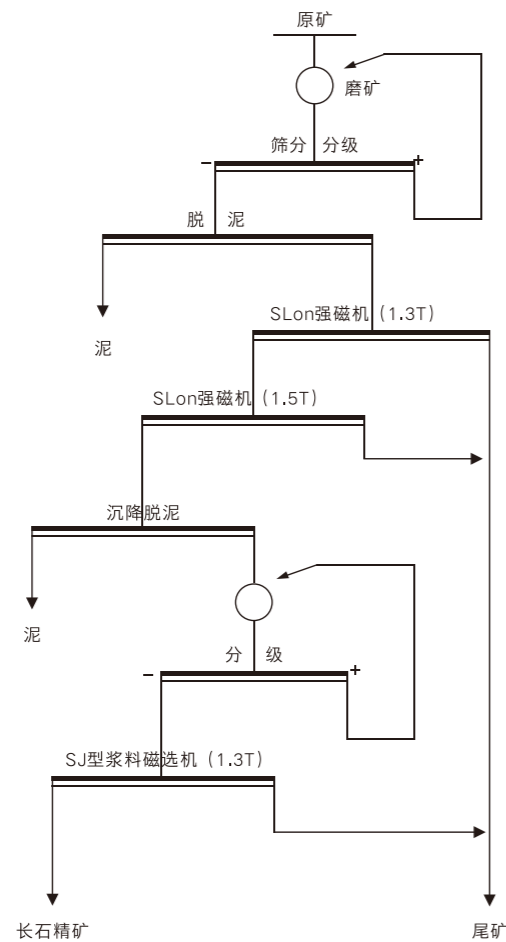 原矿
磨矿
筛分 分级
− +
脱 泥
泥
SLon强磁机（1.3T）
SLon强磁机（1.5T）
沉降脱泥
泥
分 级
− +
SJ型浆料磁选机（1.3T）
长石精矿 尾矿